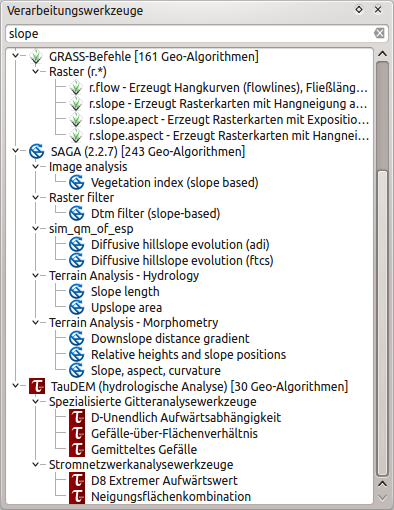 Verarbeitungswerkzeuge
slope
GRASS-Befehle [161 Geo-Algorithmen]
Raster (r.*)
r.flow - Erzeugt Hangkurven (flowlines), Fließläng...
r.slope - Erzeugt Rasterkarten mit Hangneigung a...
r.slope.apect - Erzeugt Rasterkarten mit Expositio...
r.slope.aspect - Erzeugt Rasterkarten mit Hangnei...
SAGA (2.2.7) [243 Geo-Algorithmen]
Image analysis
Vegetation index (slope based)
Raster filter
Dtm filter (slope-based)
sim_qm_of_esp
Diffusive hillslope evolution (adi)
Diffusive hillslope evolution (ftcs)
Terrain Analysis - Hydrology
Slope length
Upslope area
Terrain Analysis - Morphometry
Downslope distance gradient
Relative heights and slope positions
Slope, aspect, curvature
TauDEM (hydrologische Analyse) [30 Geo-Algorithmen]
Spezialisierte Gitteranalysewerkzeuge
D-Unendlich Aufwärtsabhängigkeit
Gefälle-über-Flächenverhältnis
Gemitteltes Gefälle
Stromnetzwerkanalysewerkzeuge
D8 Extremer Aufwärtswert
Neigungsflächenkombination